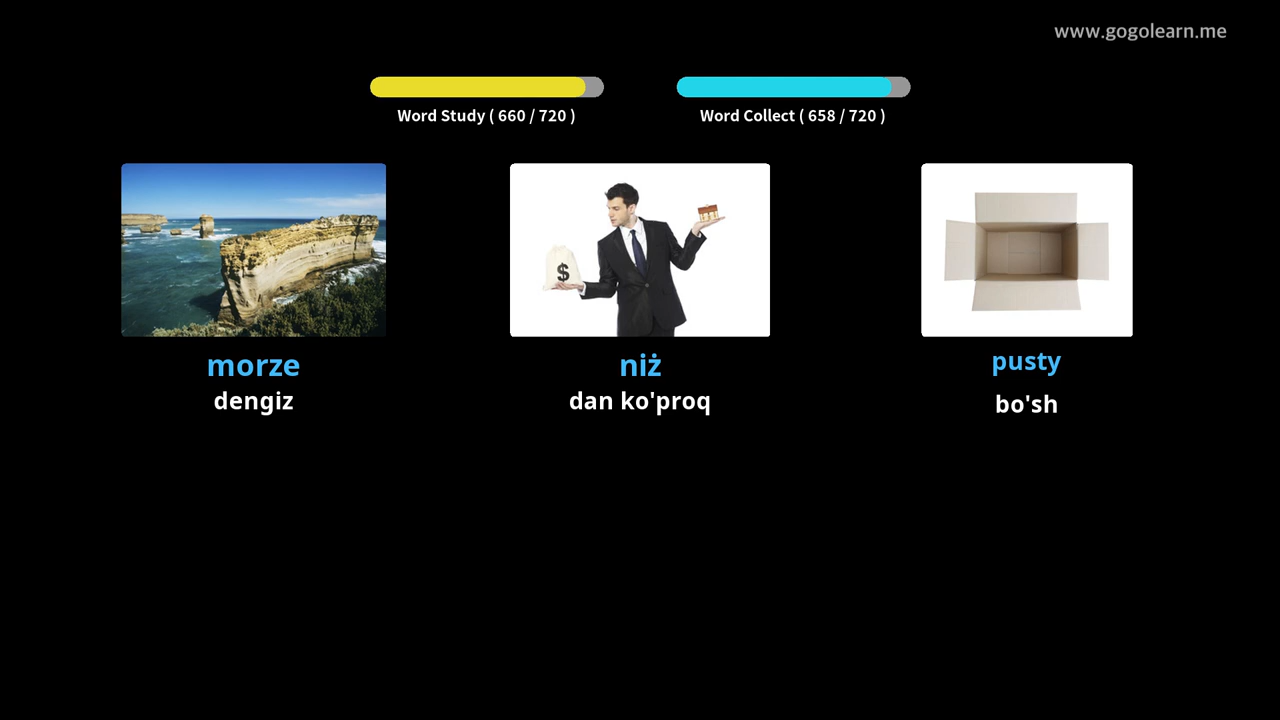 www.gogolearn.me
Word Study ( 660 / 720 )
Word Collect ( 658 / 720 )
$
morze
niż
pusty
dengiz
dan ko'proq
bo'sh